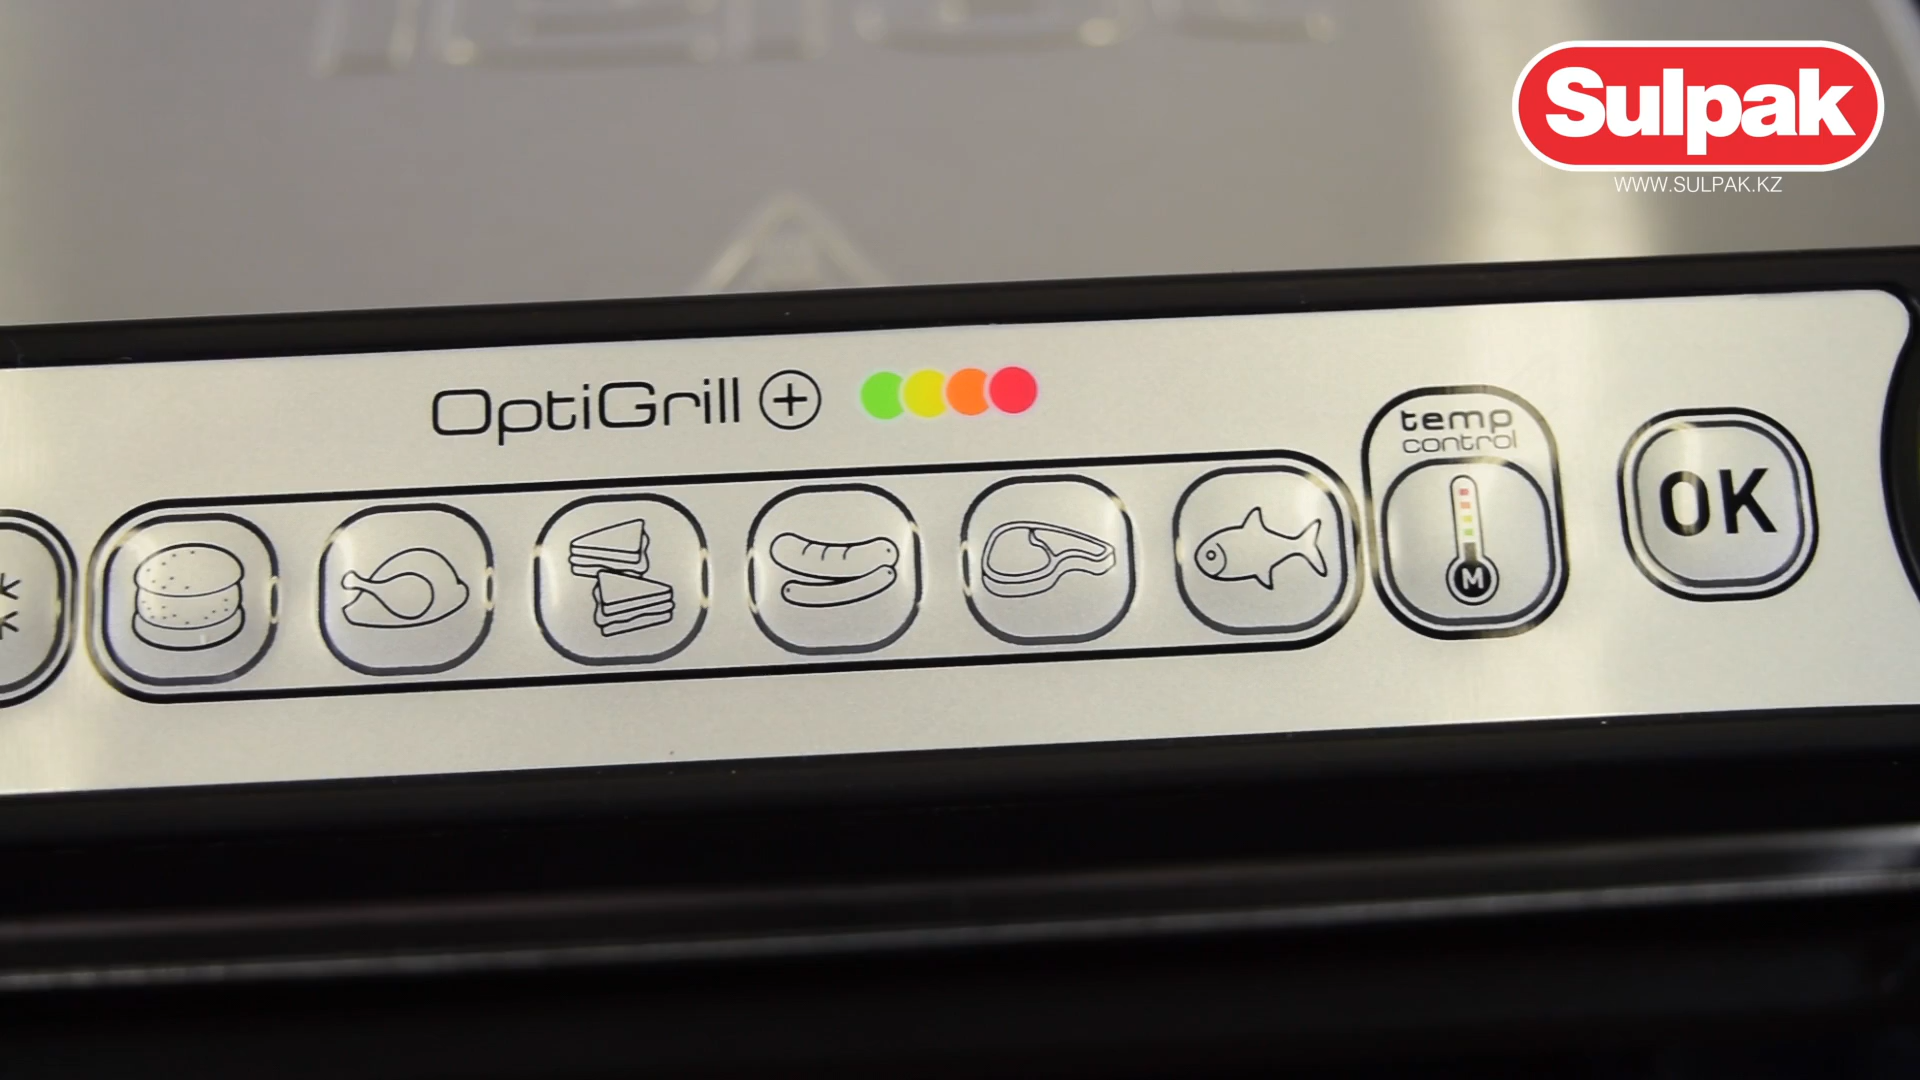 Sulpak
WWW.SULPAK.KZ
OptiGrill +
temp
control
M
OK